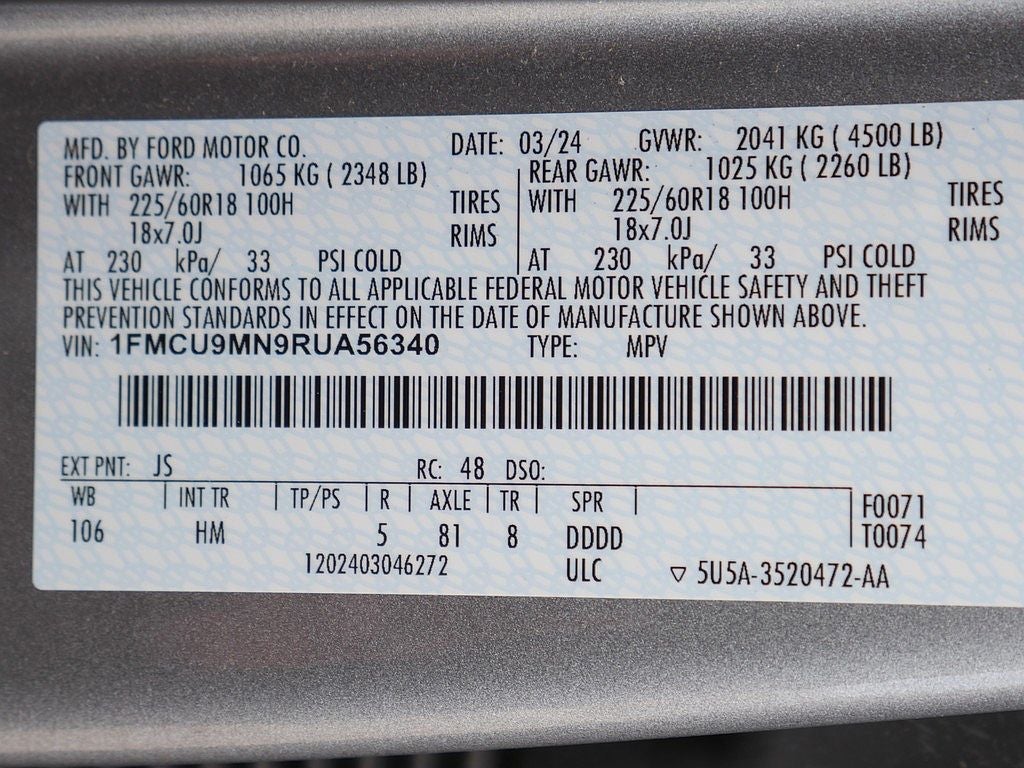 MFD. BY FORD MOTOR CO. DATE: 03/24 GVWR: 2041 KG ( 4500 LB)
FRONT GAWR: 1065 KG ( 2348 LB) REAR GAWR: 1025 KG ( 2260 LB)
WITH 225/60R18 100H TIRES WITH 225/60R18 100H TIRES
18x7.0J RIMS 18x7.0J RIMS
AT 230 kPa/ 33 PSI COLD AT 230 kPa/ 33 PSI COLD
THIS VEHICLE CONFORMS TO ALL APPLICABLE FEDERAL MOTOR VEHICLE SAFETY AND THEFT
PREVENTION STANDARDS IN EFFECT ON THE DATE OF MANUFACTURE SHOWN ABOVE.
VIN: 1FMCU9MN9RUA56340 TYPE: MPV
EXT PNT: JS RC: 48 DSO:
WB INT TR TP/PS R AXLE TR SPR F0071
106 HM 5 81 8 DDDD T0074
1202403046272 ULC ▽ 5U5A-3520472-AA